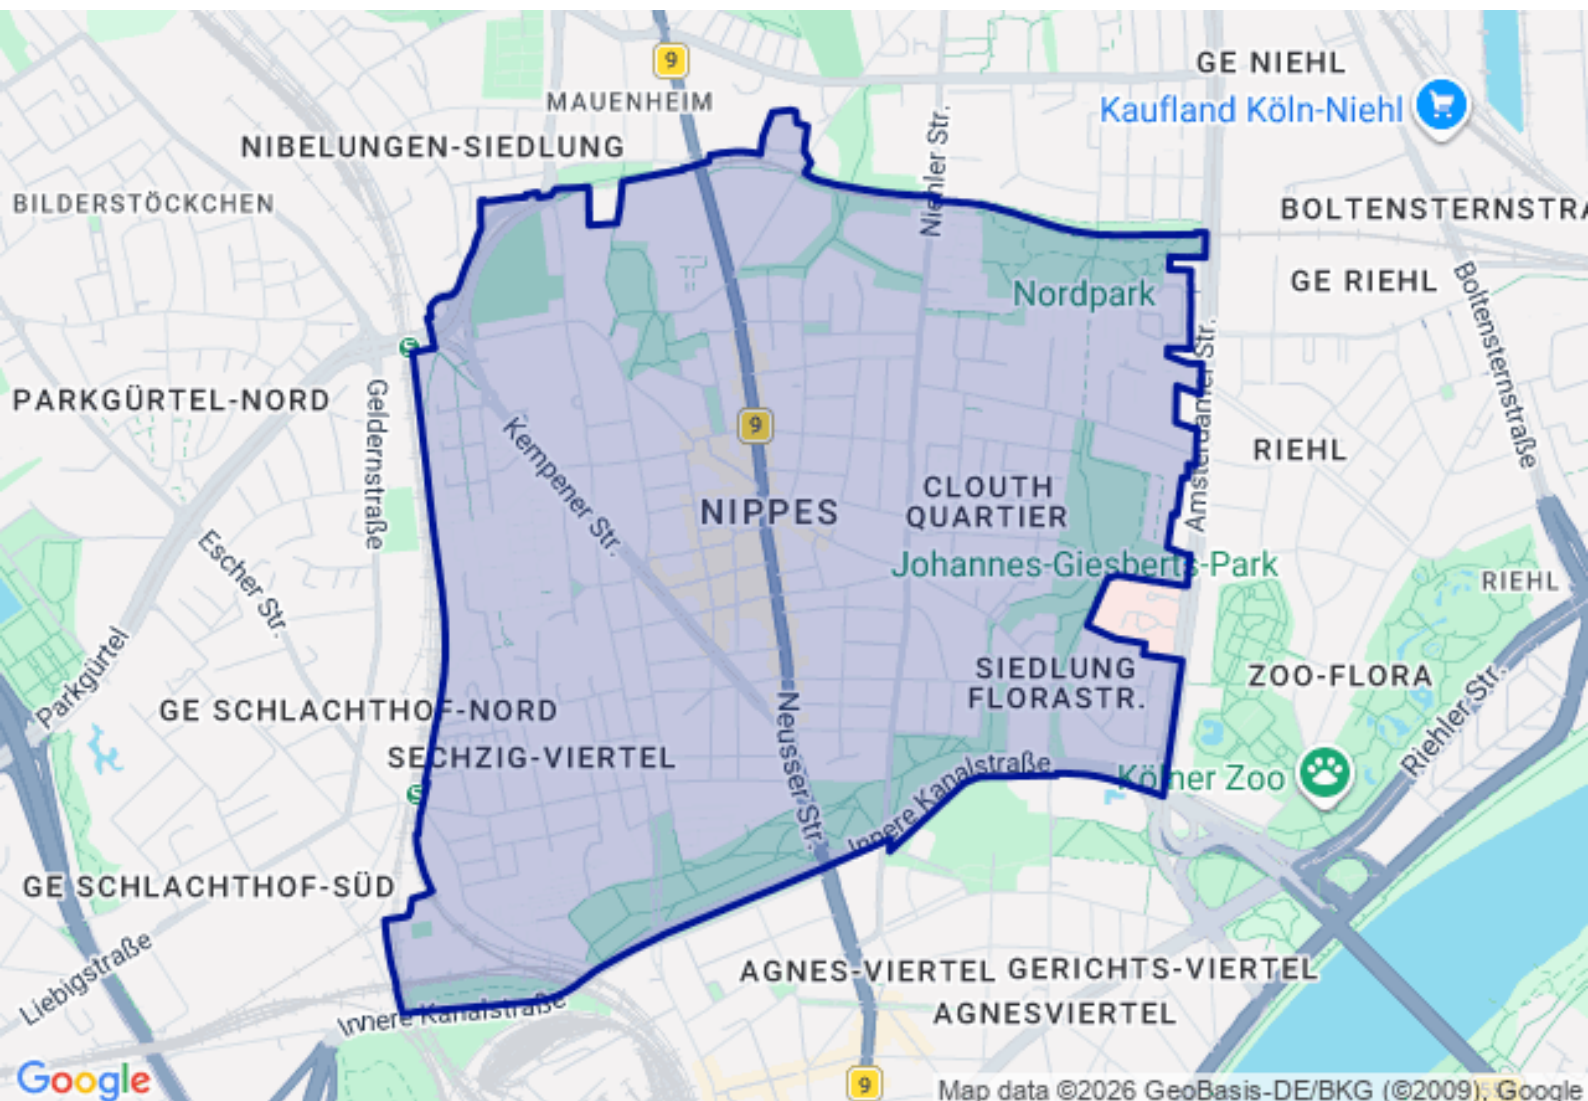 9
GE NIEHL
Kaufland Köln-Niehl
MAUENHEIM
NIBELUNGEN-SIEDLUNG
Niehler Str.
BILDERSTÖCKCHEN
BOLTENSTERNSTRA
GE RIEHL
Nordpark
Boltensternstraße
S
PARKGÜRTEL-NORD
Geldernstraße
Amsterdamer Str.
9
Kempener Str.
RIEHL
CLOUTH
QUARTIER
NIPPES
Escher Str.
Johannes-Giesberts-Park
RIEHL
Parkgürtel
SIEDLUNG
FLORASTR.
ZOO-FLORA
GE SCHLACHTHOF-NORD
Neusser Str.
Riehler Str.
SECHZIG-VIERTEL
Innere Kanalstraße
Kölner Zoo
S
GE SCHLACHTHOF-SÜD
Liebigstraße
AGNES-VIERTEL
GERICHTS-VIERTEL
AGNESVIERTEL
Innere Kanalstraße
Google
9
Map data ©2026 GeoBasis-DE/BKG (©2009), Google